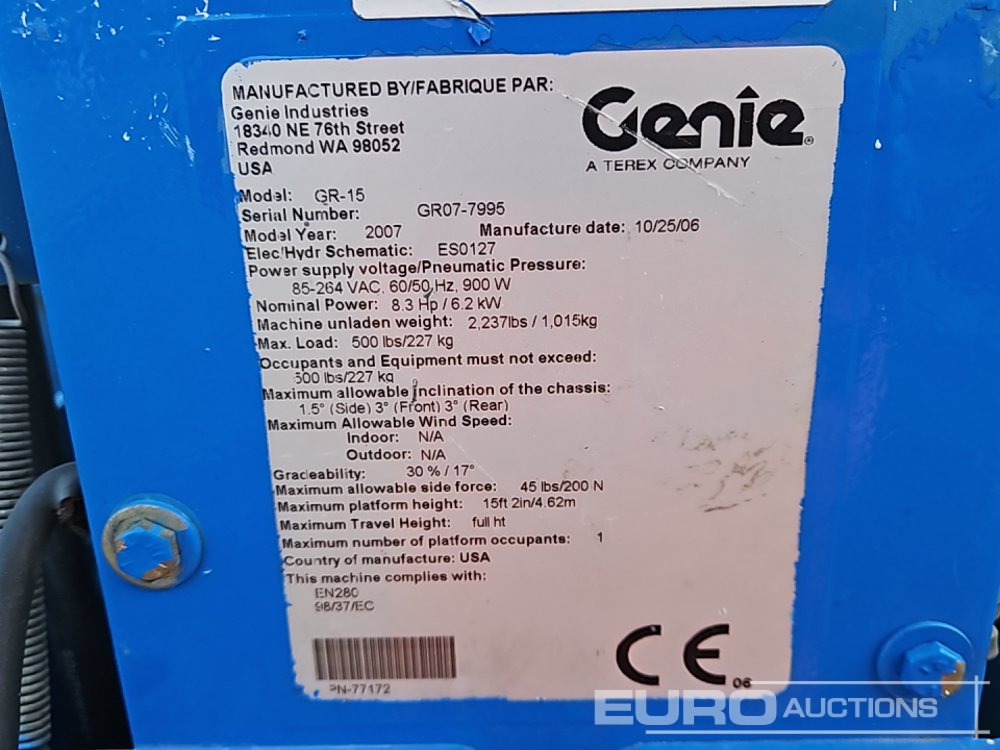 MANUFACTURED BY/FABRIQUE PAR:
Genie Industries
18340 NE 76th Street
Redmond WA 98052
USA
Genie®
A TEREX COMPANY
Model: GR-15
Serial Number: GR07-7995
Model Year: 2007 Manufacture date: 10/25/06
Elec/Hydr Schematic: ES0127
Power supply voltage/Pneumatic Pressure:
85-264 VAC, 60/50 Hz, 900 W
Nominal Power: 8.3 Hp / 6.2 kW
Machine unladen weight: 2,237lbs / 1,015kg
Max. Load: 500 lbs/227 kg
Occupants and Equipment must not exceed:
500 lbs/227 kg
Maximum allowable inclination of the chassis:
1.5° (Side) 3° (Front) 3° (Rear)
Maximum Allowable Wind Speed:
Indoor: N/A
Outdoor: N/A
Gradeability: 30 % / 17°
Maximum allowable side force: 45 lbs/200 N
Maximum platform height: 15ft 2in/4.62m
Maximum Travel Height: full ht
Maximum number of platform occupants: 1
Country of manufacture: USA
This machine complies with:
EN280
98/37/EC
PN-77172
CE 06
EURO AUCTIONS